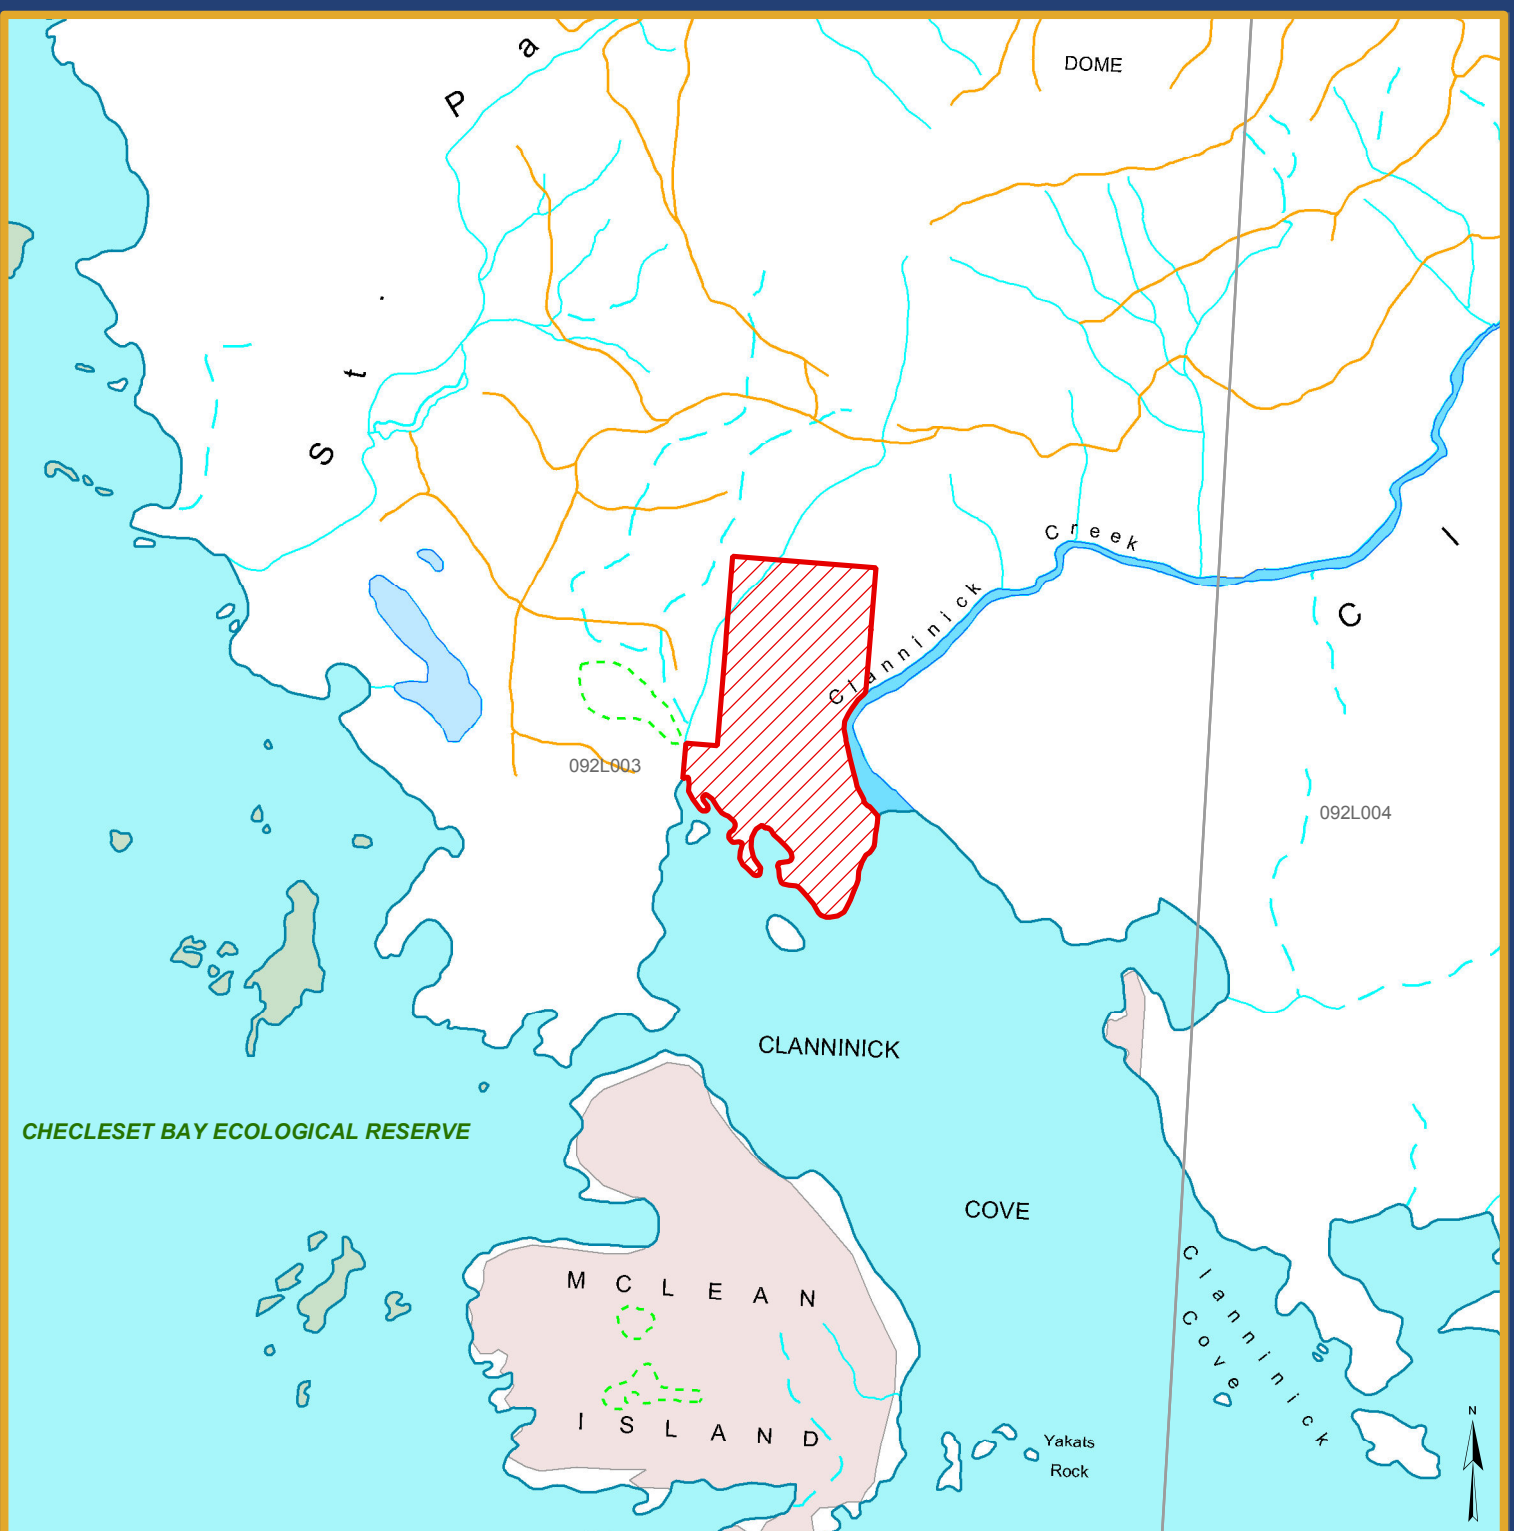 DOME
St. Pa
Creek
Clanninick
C l
092L003
092L004
CLANNINICK
CHECLESET BAY ECOLOGICAL RESERVE
COVE
MCLEAN
ISLAND
Clanninick
Cove
Yakats
Rock
N